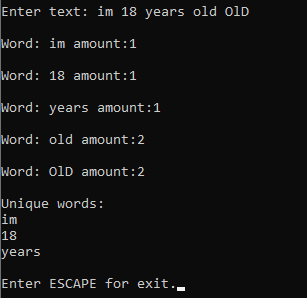 Enter text: im 18 years old OlD
Word: im amount:1
Word: 18 amount:1
Word: years amount:1
Word: old amount:2
Word: OlD amount:2
Unique words:
im
18
years
Enter ESCAPE for exit.